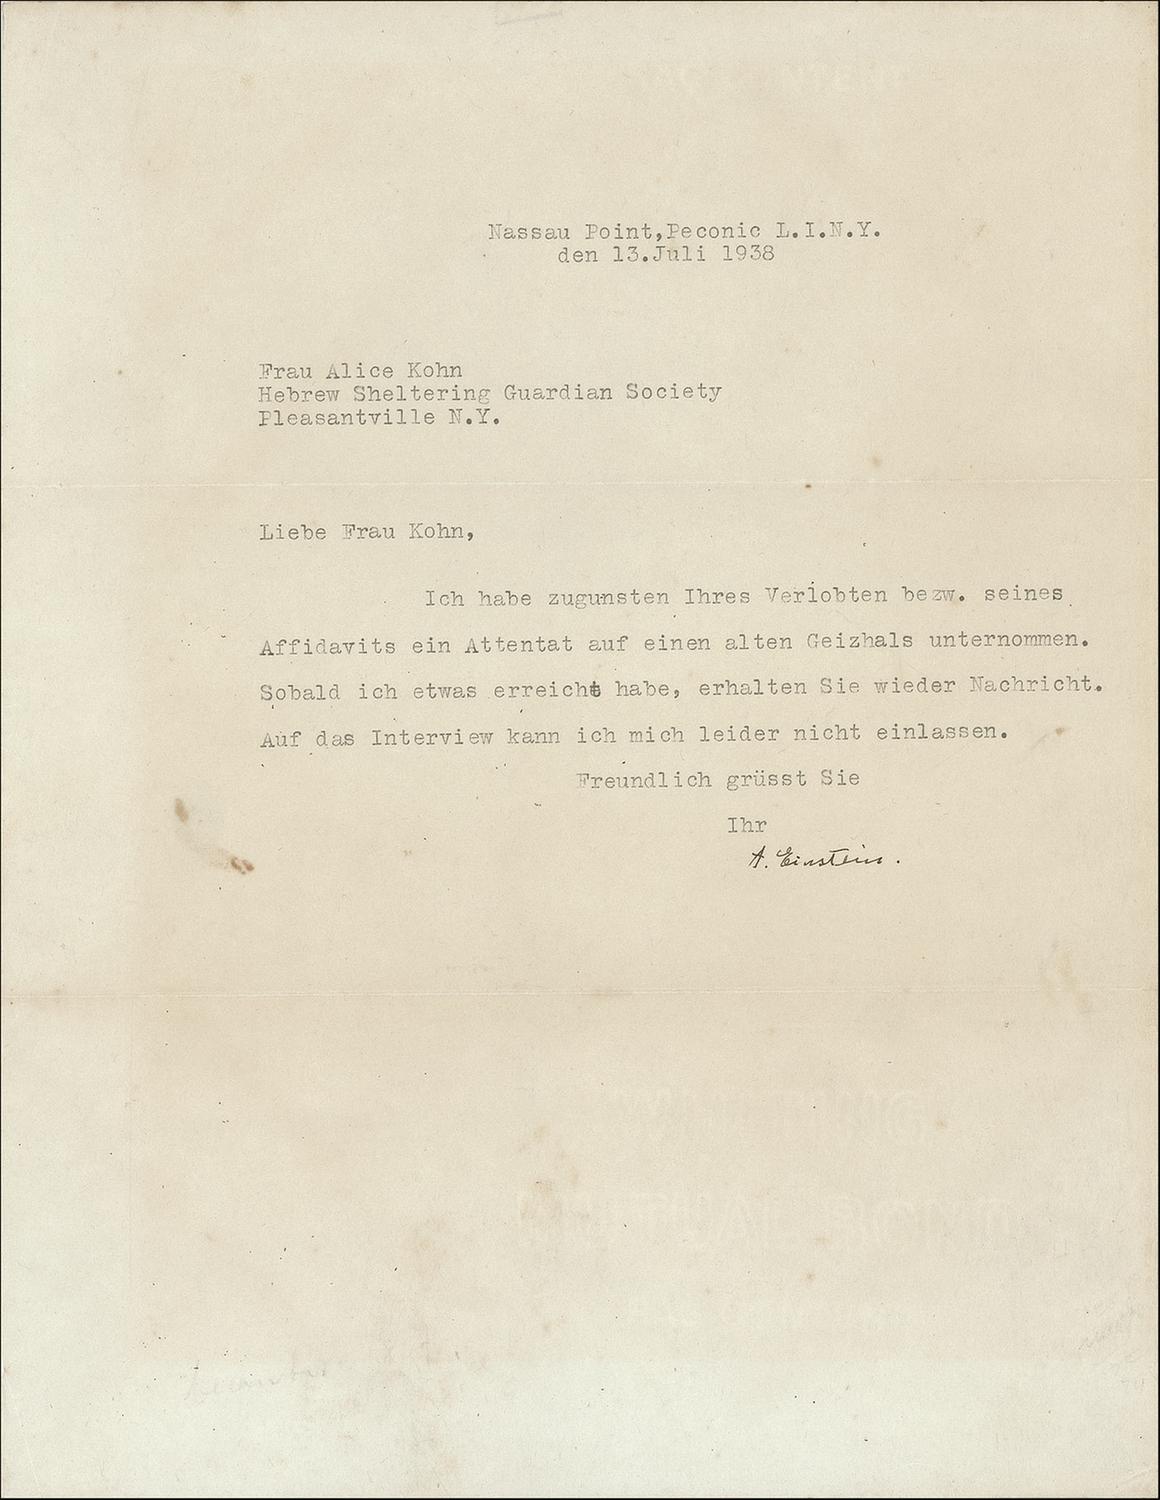 Nassau Point,Peconic L.I.N.Y.
den 13.Juli 1938
Frau Alice Kohn
Hebrew Sheltering Guardian Society
Pleasantville N.Y.
Liebe Frau Kohn,
Ich habe zugunsten Ihres Verlobten bezw. seines
Affidavits ein Attentat auf einen alten Geizhals unternommen.
Sobald ich etwas erreicht habe, erhalten Sie wieder Nachricht.
Auf das Interview kann ich mich leider nicht einlassen.
Freundlich grüsst Sie
Ihr
A. Einstein.